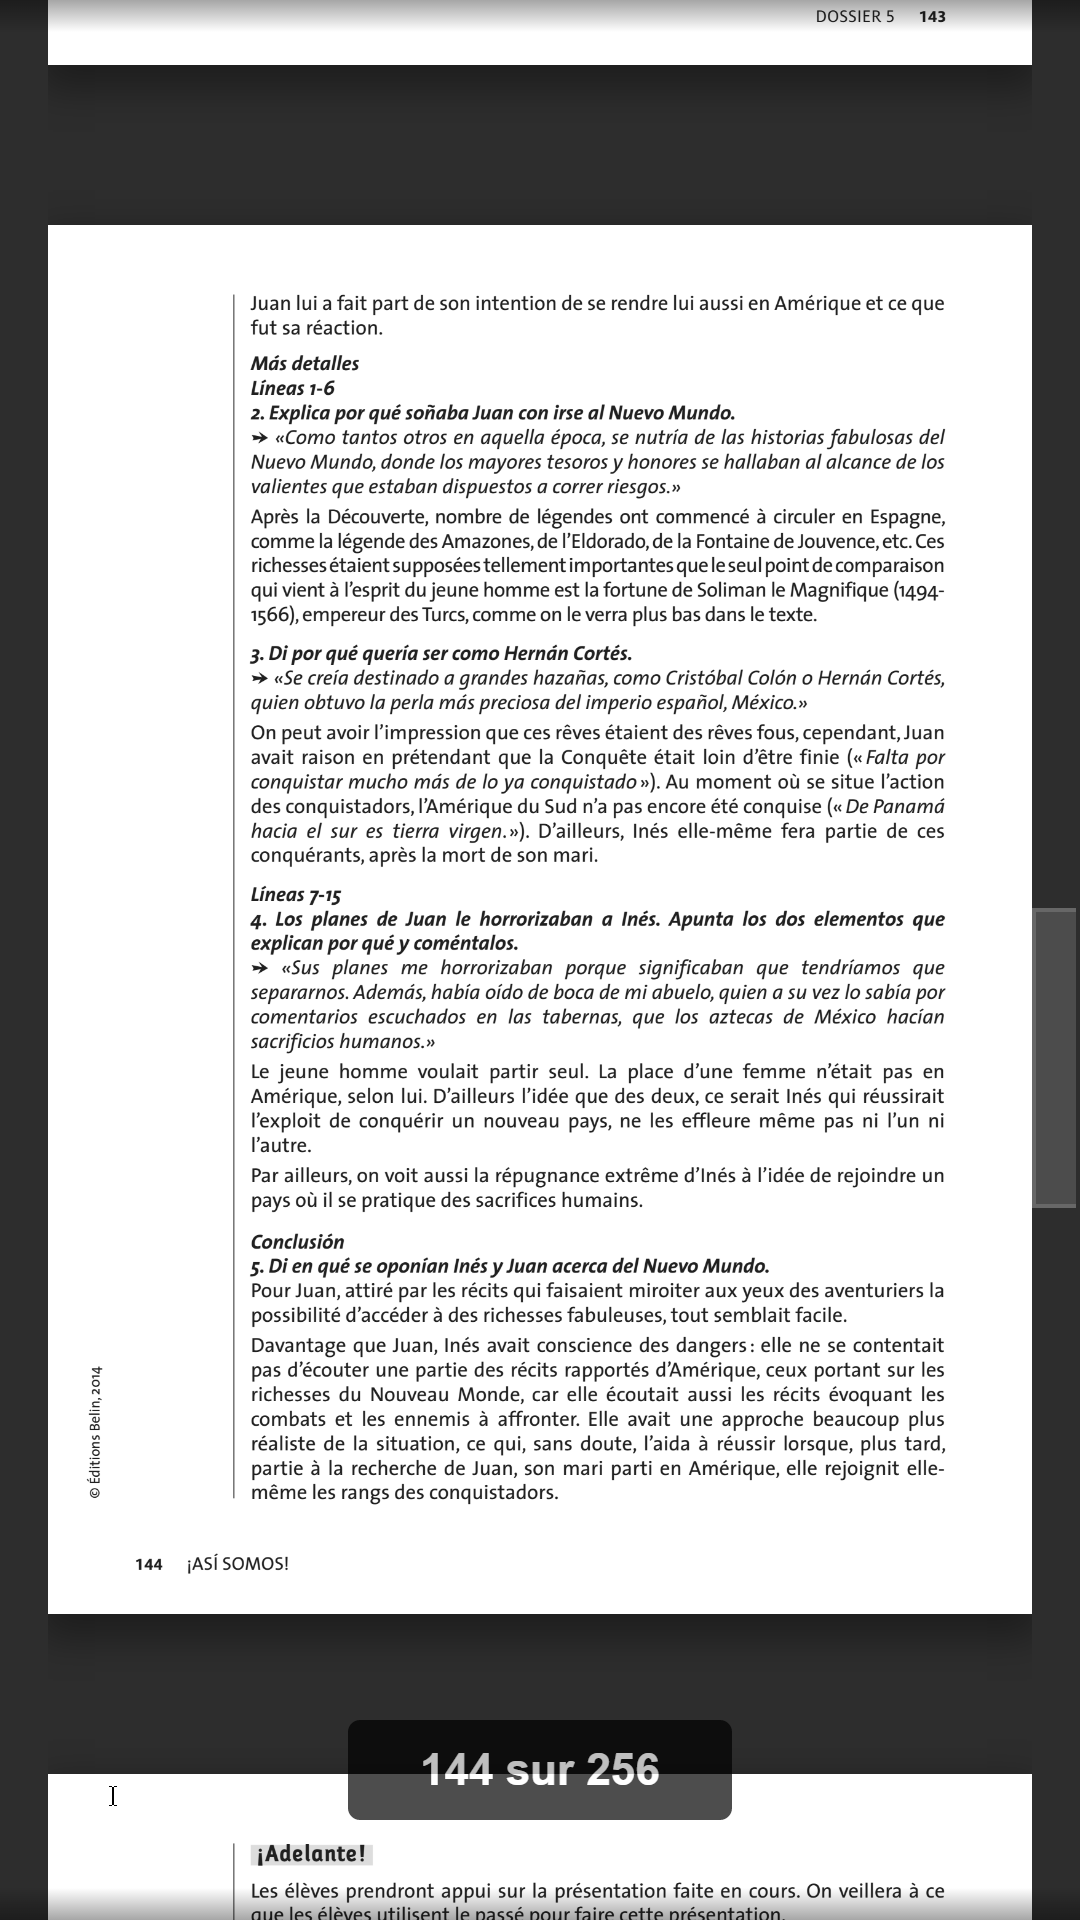 DOSSIER 5 143
Juan lui a fait part de son intention de se rendre lui aussi en Amérique et ce que
fut sa réaction.
Más detalles
Líneas 1-6
2. Explica por qué soñaba Juan con irse al Nuevo Mundo.
➛ «Como tantos otros en aquella época, se nutría de las historias fabulosas del
Nuevo Mundo, donde los mayores tesoros y honores se hallaban al alcance de los
valientes que estaban dispuestos a correr riesgos.»
Après la Découverte, nombre de légendes ont commencé à circuler en Espagne,
comme la légende des Amazones, de l’Eldorado, de la Fontaine de Jouvence, etc. Ces
richesses étaient supposées tellement importantes que le seul point de comparaison
qui vient à l’esprit du jeune homme est la fortune de Soliman le Magnifique (1494-
1566), empereur des Turcs, comme on le verra plus bas dans le texte.
3. Di por qué quería ser como Hernán Cortés.
➛ «Se creía destinado a grandes hazañas, como Cristóbal Colón o Hernán Cortés,
quien obtuvo la perla más preciosa del imperio español, México.»
On peut avoir l’impression que ces rêves étaient des rêves fous, cependant, Juan
avait raison en prétendant que la Conquête était loin d’être finie (« Falta por
conquistar mucho más de lo ya conquistado »). Au moment où se situe l’action
des conquistadors, l’Amérique du Sud n’a pas encore été conquise (« De Panamá
hacia el sur es tierra virgen. »). D’ailleurs, Inés elle-même fera partie de ces
conquérants, après la mort de son mari.
Líneas 7-15
4. Los planes de Juan le horrorizaban a Inés. Apunta los dos elementos que
explican por qué y coméntalos.
➛ «Sus planes me horrorizaban porque significaban que tendríamos que
separarnos. Además, había oído de boca de mi abuelo, quien a su vez lo sabía por
comentarios escuchados en las tabernas, que los aztecas de México hacían
sacrificios humanos.»
Le jeune homme voulait partir seul. La place d’une femme n’était pas en
Amérique, selon lui. D’ailleurs l’idée que des deux, ce serait Inés qui réussirait
l’exploit de conquérir un nouveau pays, ne les effleure même pas ni l’un ni
l’autre.
Par ailleurs, on voit aussi la répugnance extrême d’Inés à l’idée de rejoindre un
pays où il se pratique des sacrifices humains.
Conclusión
5. Di en qué se oponían Inés y Juan acerca del Nuevo Mundo.
Pour Juan, attiré par les récits qui faisaient miroiter aux yeux des aventuriers la
possibilité d’accéder à des richesses fabuleuses, tout semblait facile.
Davantage que Juan, Inés avait conscience des dangers : elle ne se contentait
pas d’écouter une partie des récits rapportés d’Amérique, ceux portant sur les
richesses du Nouveau Monde, car elle écoutait aussi les récits évoquant les
combats et les ennemis à affronter. Elle avait une approche beaucoup plus
réaliste de la situation, ce qui, sans doute, l’aida à réussir lorsque, plus tard,
partie à la recherche de Juan, son mari parti en Amérique, elle rejoignit elle-
même les rangs des conquistadors.
© Éditions Belin, 2014
144 ¡ASÍ SOMOS!
144 sur 256
¡Adelante!
Les élèves prendront appui sur la présentation faite en cours. On veillera à ce
que les élèves utilisent le passé pour faire cette présentation.